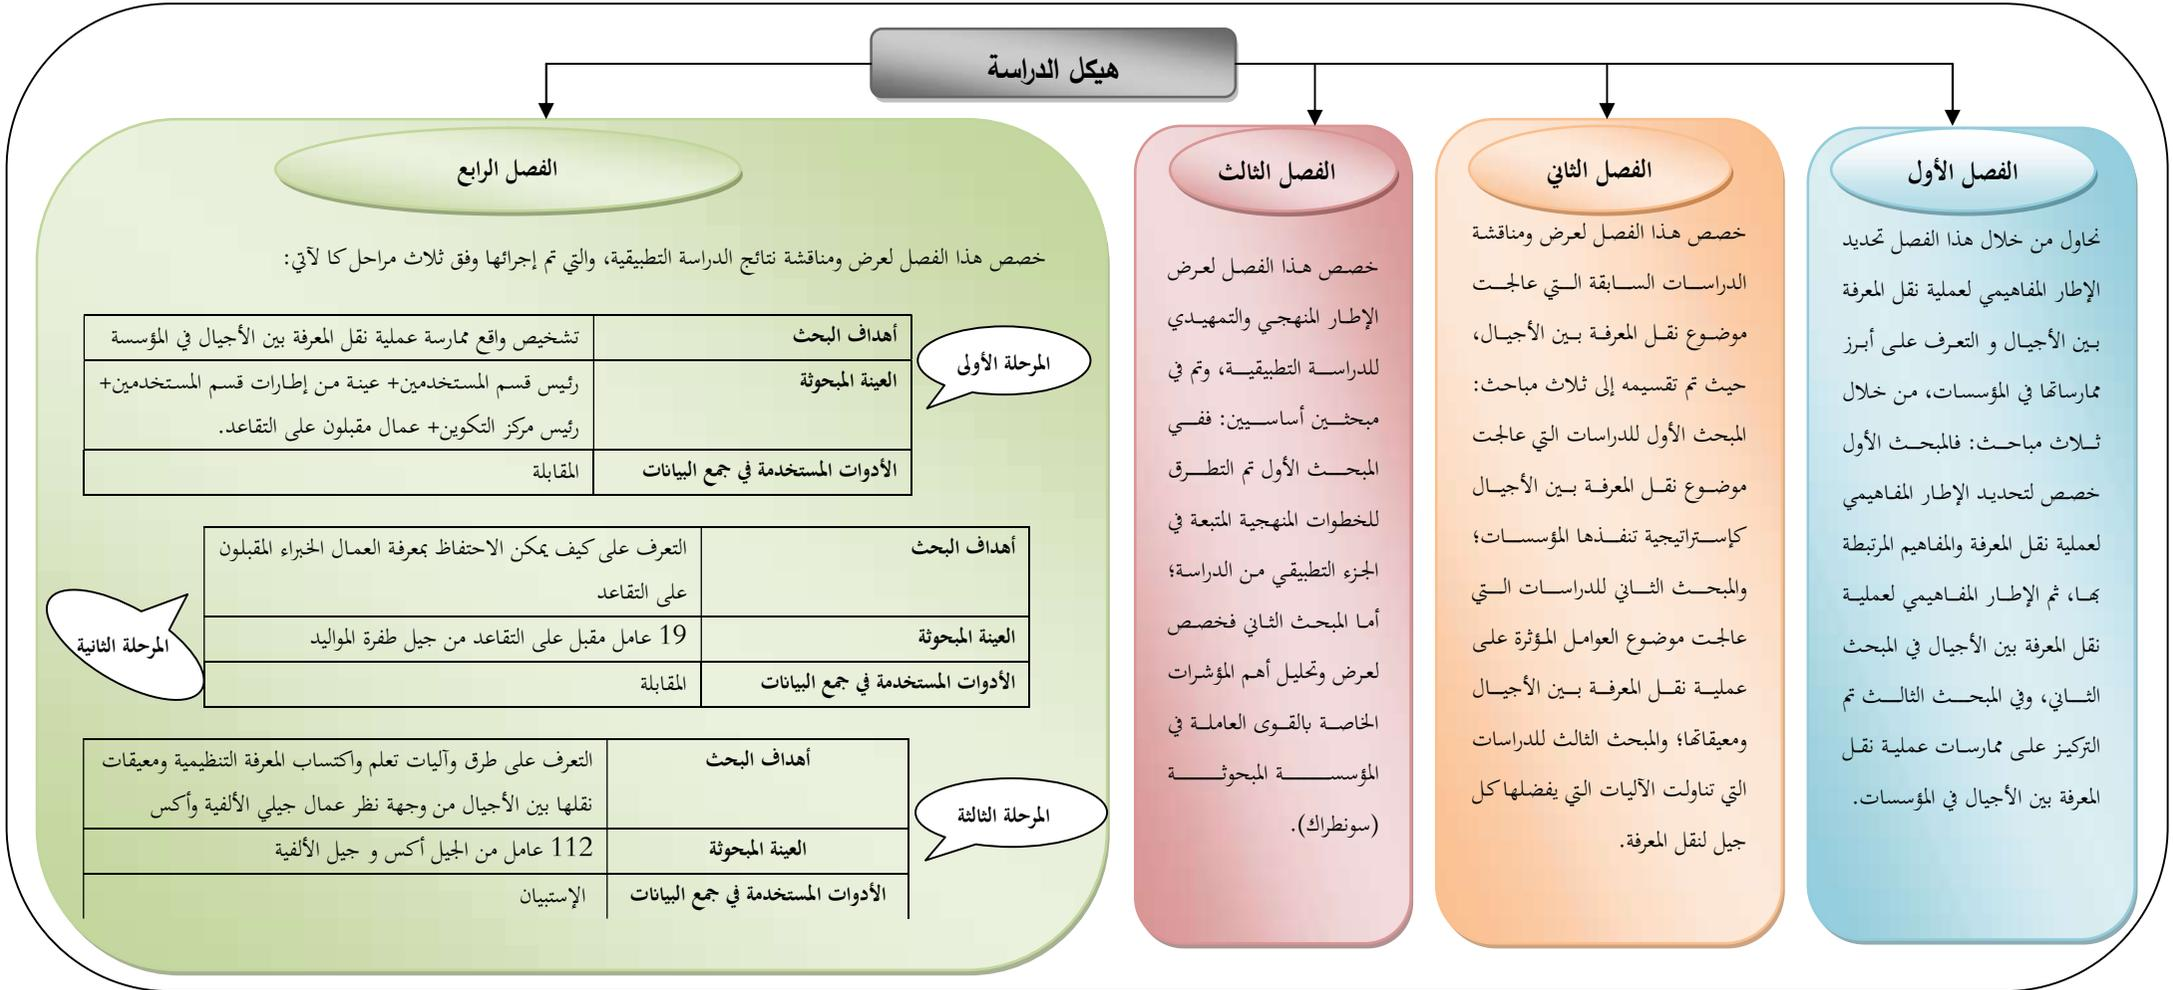 هيكل الدراسة
الفصل الأول
نحاول من خلال هذا الفصل تحديد
الإطار المفاهيمي لعملية نقل المعرفة
بين الأجيال و التعرف على أبرز
ممارساتها في المؤسسات، من خلال
ثلاث مباحث: فالمبحث الأول
خصص لتحديد الإطار المفاهيمي
لعملية نقل المعرفة والمفاهيم المرتبطة
بها، ثم الإطار المفاهيمي لعملية
نقل المعرفة بين الأجيال في المبحث
الثاني، وفي المبحث الثالث تم
التركيز على ممارسات عملية نقل
المعرفة بين الأجيال في المؤسسات.
الفصل الثاني
خصص هذا الفصل لعرض ومناقشة
الدراسات السابقة التي عالجت
موضوع نقل المعرفة بين الأجيال،
حيث تم تقسيمه إلى ثلاث مباحث:
المبحث الأول للدراسات التي عالجت
موضوع نقل المعرفة بين الأجيال
كإستراتيجية تنفذها المؤسسات؛
والمبحث الثاني للدراسات التي
عالجت موضوع العوامل المؤثرة على
عملية نقل المعرفة بين الأجيال
ومعيقاتها؛ والمبحث الثالث للدراسات
التي تناولت الآليات التي يفضلها كل
جيل لنقل المعرفة.
الفصل الثالث
خصص هذا الفصل لعرض
الإطار المنهجي والتمهيدي
للدراسة التطبيقية، وتم في
مبحثين أساسيين: ففي
المبحث الأول تم التطرق
للخطوات المنهجية المتبعة في
الجزء التطبيقي من الدراسة؛
أما المبحث الثاني فخصص
لعرض وتحليل أهم المؤشرات
الخاصة بالقوى العاملة في
المؤسسة المبحوثة
(سونطراك).
الفصل الرابع
خصص هذا الفصل لعرض ومناقشة نتائج الدراسة التطبيقية، والتي تم إجرائها وفق ثلاث مراحل كا لآتي:
المرحلة الأولى
أهداف البحث تشخيص واقع ممارسة عملية نقل المعرفة بين الأجيال في المؤسسة
العينة المبحوثة رئيس قسم المستخدمين+ عينة من إطارات قسم المستخدمين+
رئيس مركز التكوين+ عمال مقبلون على التقاعد.
الأدوات المستخدمة في جمع البيانات المقابلة
المرحلة الثانية
أهداف البحث التعرف على كيف يمكن الاحتفاظ بمعرفة العمال الخبراء المقبلون
على التقاعد
العينة المبحوثة 19 عامل مقبل على التقاعد من جيل طفرة المواليد
الأدوات المستخدمة في جمع البيانات المقابلة
المرحلة الثالثة
أهداف البحث التعرف على طرق وآليات تعلم واكتساب المعرفة التنظيمية ومعيقات
نقلها بين الأجيال من وجهة نظر عمال جيلي الألفية وأكس
العينة المبحوثة 112 عامل من الجيل أكس و جيل الألفية
الأدوات المستخدمة في جمع البيانات الإستبيان